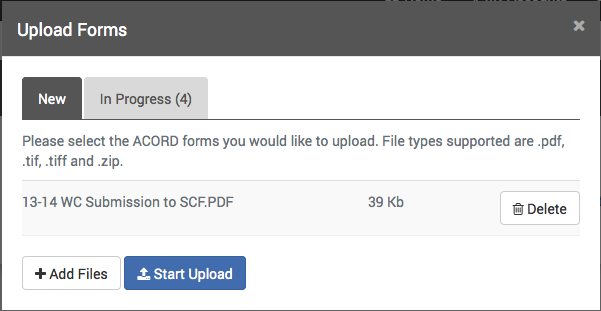 Upload Forms
×
New
In Progress (4)
Please select the ACORD forms you would like to upload. File types supported are .pdf,
.tif, .tiff and .zip.
13-14 WC Submission to SCF.PDF 39 Kb Delete
+ Add Files Start Upload